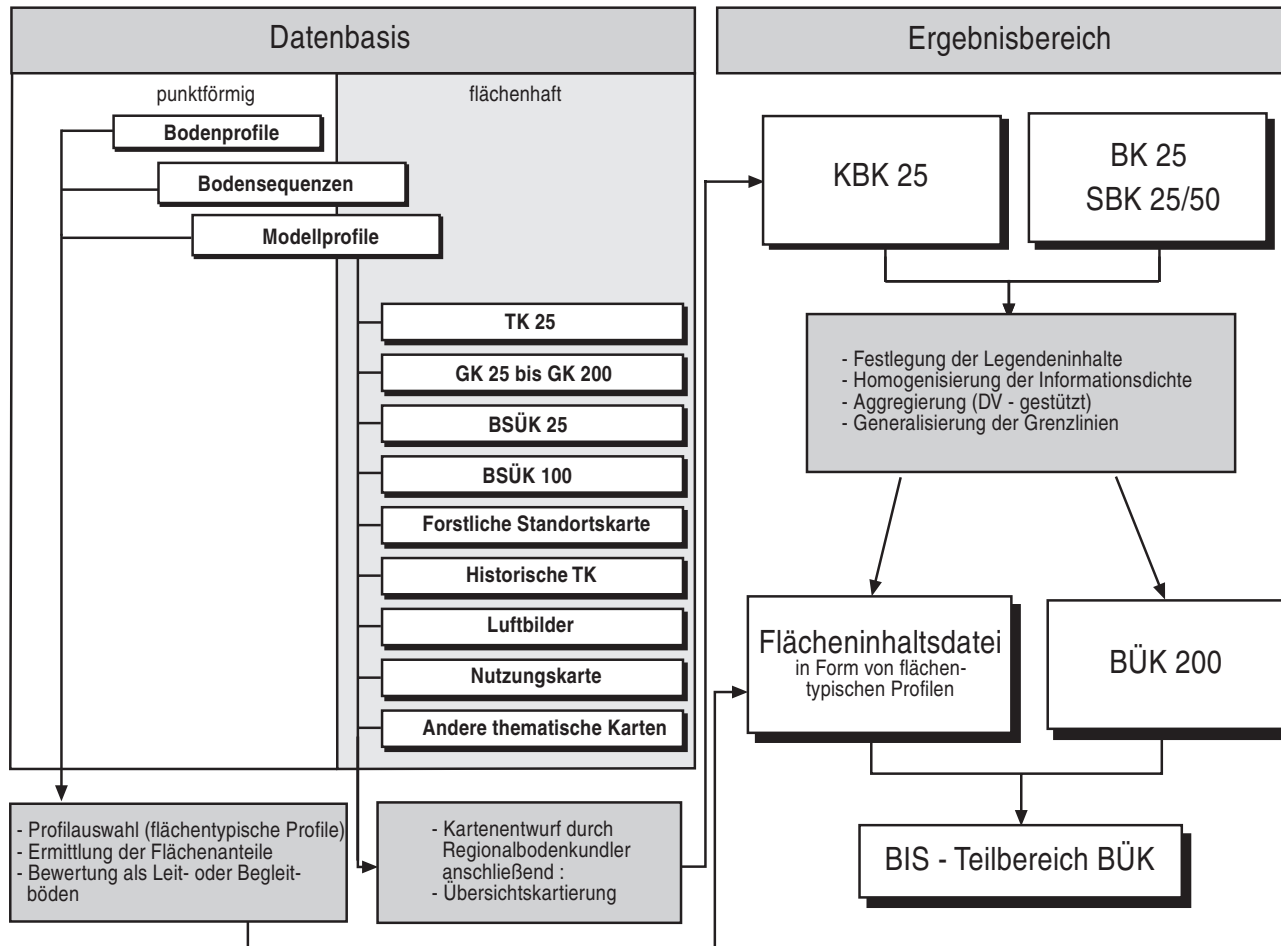 Datenbasis
punktförmig
flächenhaft
Bodenprofile
Bodensequenzen
Modellprofile
TK 25
GK 25 bis GK 200
BSÜK 25
BSÜK 100
Forstliche Standortskarte
Historische TK
Luftbilder
Nutzungskarte
Andere thematische Karten
- Profilauswahl (flächentypische Profile)
- Ermittlung der Flächenanteile
- Bewertung als Leit- oder Begleit-
böden
- Kartenentwurf durch
Regionalbodenkundler
anschließend :
- Übersichtskartierung
Ergebnisbereich
KBK 25
BK 25
SBK 25/50
- Festlegung der Legendeninhalte
- Homogenisierung der Informationsdichte
- Aggregierung (DV - gestützt)
- Generalisierung der Grenzlinien
Flächeninhaltsdatei
in Form von flächen-
typischen Profilen
BÜK 200
BIS - Teilbereich BÜK